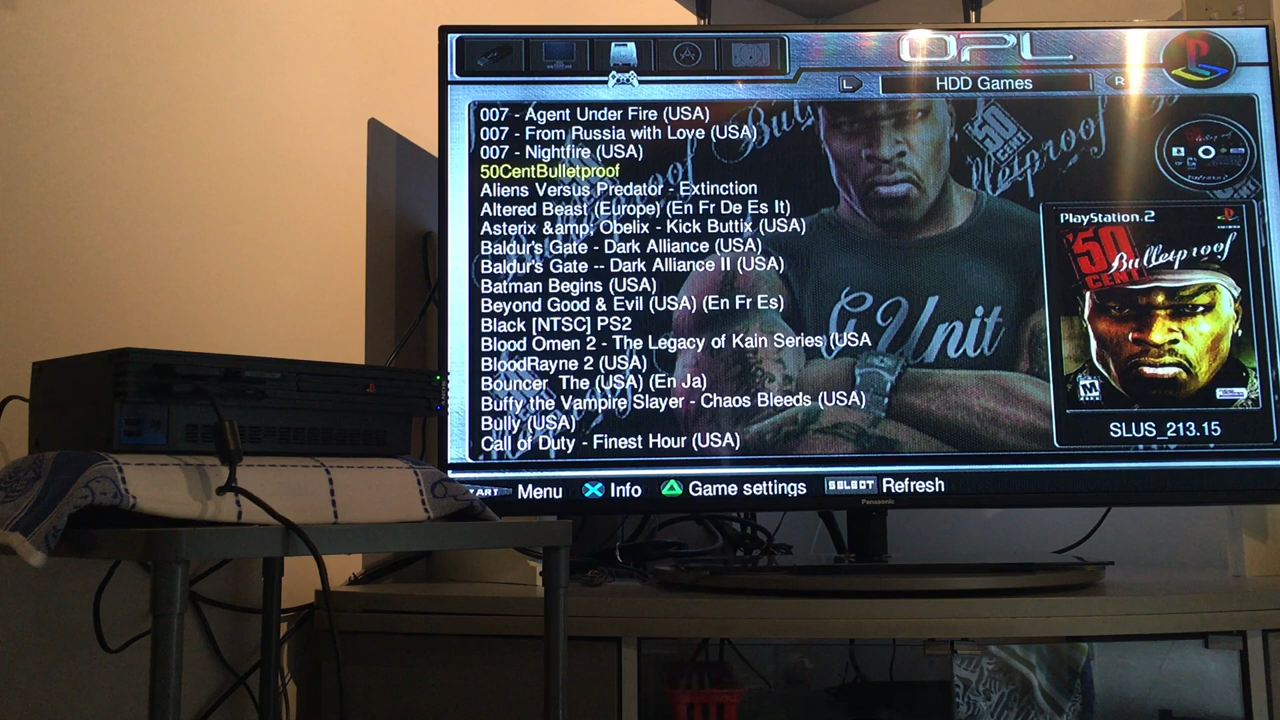 OPL
L HDD Games R
007 - Agent Under Fire (USA)
007 - From Russia with Love (USA)
007 - Nightfire (USA)
50CentBulletproof
Aliens Versus Predator - Extinction
Altered Beast (Europe) (En Fr De Es It)
Asterix &amp; Obelix - Kick Buttix (USA)
Baldur's Gate - Dark Alliance (USA)
Baldur's Gate -- Dark Alliance II (USA)
Batman Begins (USA)
Beyond Good & Evil (USA) (En Fr Es)
Black [NTSC] PS2
Blood Omen 2 - The Legacy of Kain Series (USA
BloodRayne 2 (USA)
Bouncer The (USA) (En Ja)
Buffy the Vampire Slayer - Chaos Bleeds (USA)
Bully (USA)
Call of Duty - Finest Hour (USA)
50
Bulletproof
G Unit
PlayStation.2
50
CENT
Bulletproof
M
SLUS_213.15
Menu
Info
Game settings
SELECT Refresh
Panasonic